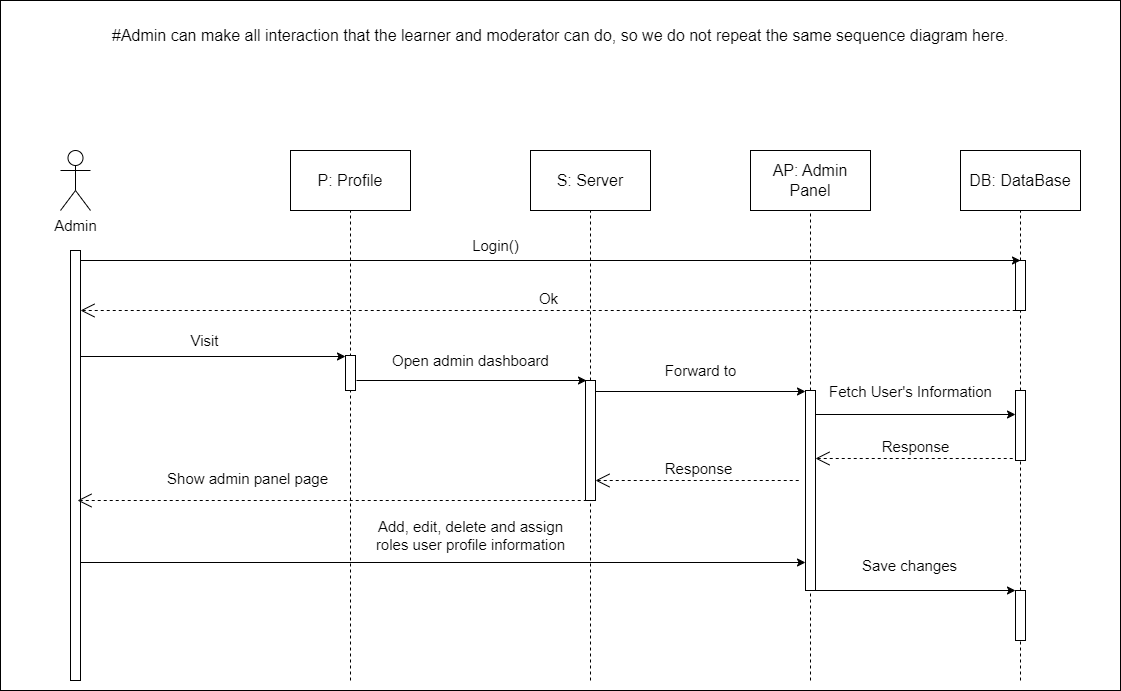 #Admin can make all interaction that the learner and moderator can do, so we do not repeat the same sequence diagram here.
Admin
P: Profile
S: Server
AP: Admin
Panel
DB: DataBase
Login()
Ok
Visit
Open admin dashboard
Forward to
Fetch User's Information
Response
Response
Show admin panel page
Add, edit, delete and assign
roles user profile information
Save changes